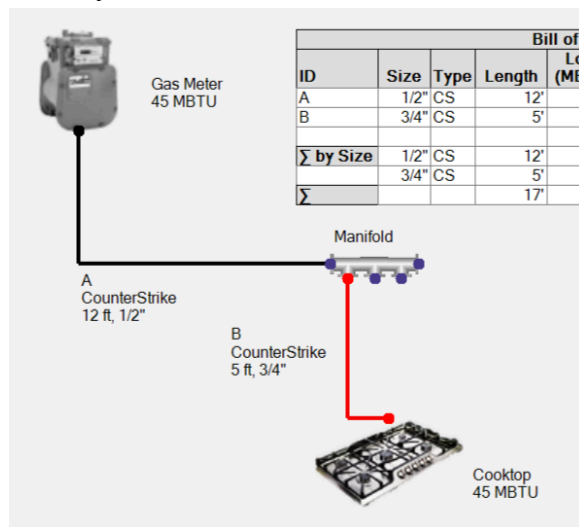 Bill of
ID Size Type Length
A 1/2" CS 12'
B 3/4" CS 5'
∑ by Size 1/2" CS 12'
3/4" CS 5'
∑ 17'
Gas Meter
45 MBTU
Manifold
A
CounterStrike
12 ft, 1/2"
B
CounterStrike
5 ft, 3/4"
Cooktop
45 MBTU